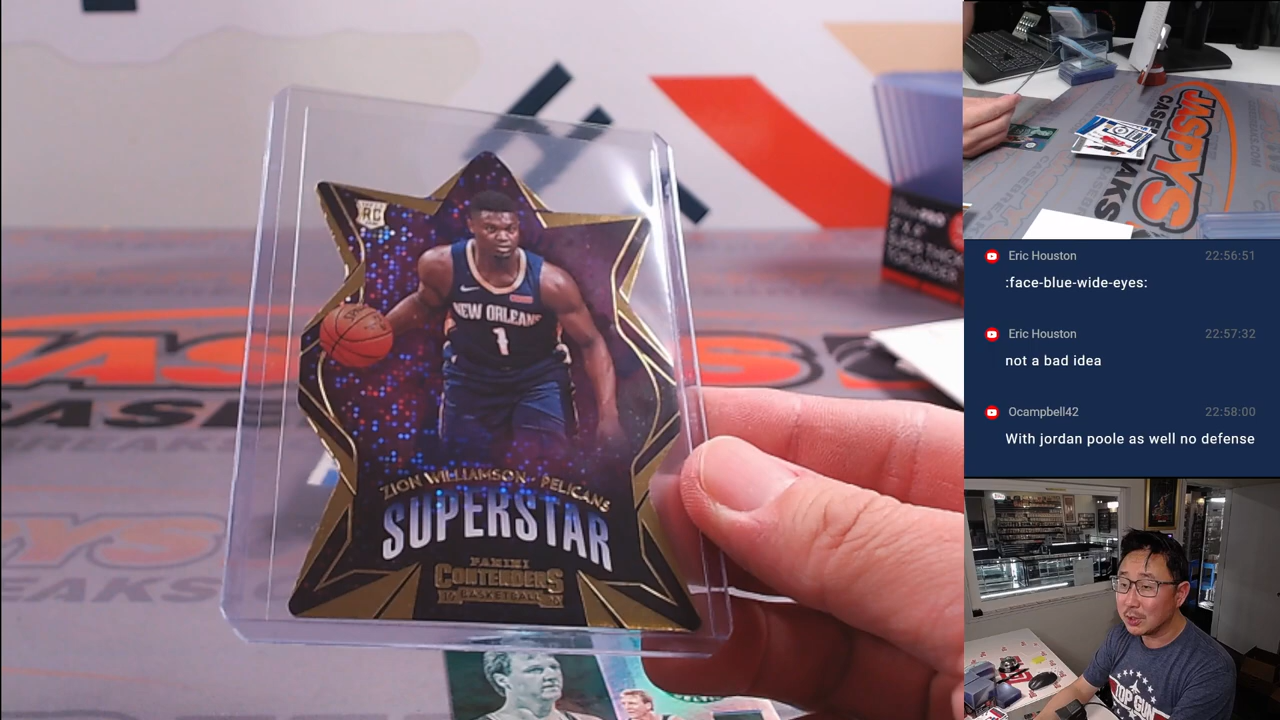 RC
NEW ORLEANS
1
ZION WILLIAMSON - PELICANS
SUPERSTAR
PANINI
CONTENDERS
BASKETBALL
JASPYS
CASEBREAKS
Eric Houston
22:56:51
:face-blue-wide-eyes:
Eric Houston
22:57:32
not a bad idea
Ocampbell42
22:58:00
With jordan poole as well no defense
TOP GUN